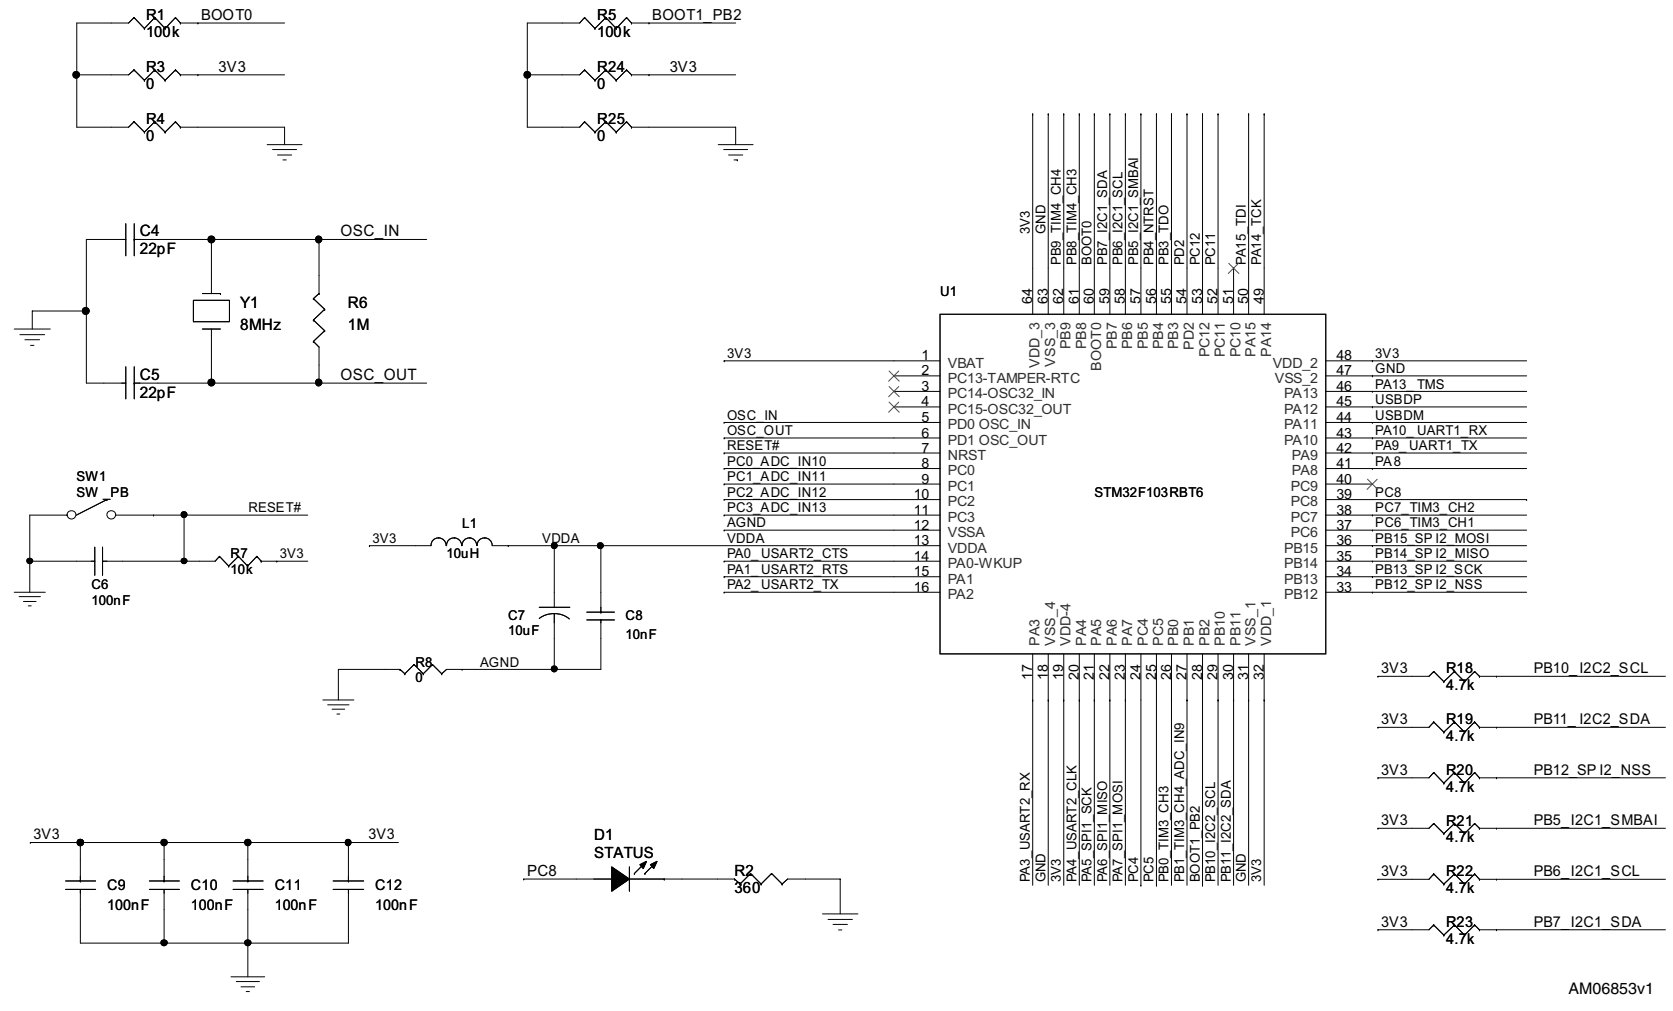 R1 BOOT0
100k
R3 3V3
0
R4
0
R5 BOOT1_PB2
100k
R24 3V3
0
R25
0
C4 OSC_IN
22pF
Y1
8MHz
R6
1M
C5 OSC_OUT
22pF
SW1
SW_PB
RESET#
C6
100nF
R7 3V3
10k
L1
3V3 10uH VDDA
C7
10uF
C8
10nF
R8 AGND
0
3V3 3V3
C9
100nF
C10
100nF
C11
100nF
C12
100nF
D1
STATUS
PC8
R2
360
U1
STM32F103RBT6
3V3 1 VBAT
2 PC13-TAMPER-RTC
3 PC14-OSC32_IN
4 PC15-OSC32_OUT
OSC_IN 5 PD0 OSC_IN
OSC_OUT 6 PD1 OSC_OUT
RESET# 7 NRST
PC0_ADC_IN10 8 PC0
PC1_ADC_IN11 9 PC1
PC2_ADC_IN12 10 PC2
PC3_ADC_IN13 11 PC3
AGND 12 VSSA
VDDA 13 VDDA
PA0_USART2_CTS 14 PA0-WKUP
PA1_USART2_RTS 15 PA1
PA2_USART2_TX 16 PA2
PA3_USART2_RX 17 PA3
GND 18 VSS_4
3V3 19 VDD-4
PA4_USART2_CLK 20 PA4
PA5_SPI1_SCK 21 PA5
PA6_SPI1_MISO 22 PA6
PA7_SPI1_MOSI 23 PA7
PC4 24 PC4
PC5 25 PC5
PB0_TIM3_CH3 26 PB0
PB1_TIM3_CH4_ADC_IN9 27 PB1
BOOT1_PB2 28 PB2
PB10_I2C2_SCL 29 PB10
PB11_I2C2_SDA 30 PB11
GND 31 VSS_1
3V3 32 VDD_1
VDD_2 48 3V3
VSS_2 47 GND
PA13 46 PA13_TMS
PA12 45 USBDP
PA11 44 USBDM
PA10 43 PA10_UART1_RX
PA9 42 PA9_UART1_TX
PA8 41 PA8
PC9 40
PC8 39 PC8
PC7 38 PC7_TIM3_CH2
PC6 37 PC6_TIM3_CH1
PB15 36 PB15_SPI2_MOSI
PB14 35 PB14_SPI2_MISO
PB13 34 PB13_SPI2_SCK
PB12 33 PB12_SPI2_NSS
3V3 64 VDD_3
GND 63 VSS_3
PB9_TIM4_CH4 62 PB9
PB8_TIM4_CH3 61 PB8
BOOT0 60 BOOT0
PB7_I2C1_SDA 59 PB7
PB6_I2C1_SCL 58 PB6
PB5_I2C1_SMBAI 57 PB5
PB4_NTRST 56 PB4
PB3_TDO 55 PB3
PD2 54 PD2
PC12 53 PC12
PC11 52 PC11
51 PC10
PA15_TDI 50 PA15
PA14_TCK 49 PA14
3V3 R18 PB10_I2C2_SCL
4.7k
3V3 R19 PB11_I2C2_SDA
4.7k
3V3 R20 PB12_SPI2_NSS
4.7k
3V3 R21 PB5_I2C1_SMBAI
4.7k
3V3 R22 PB6_I2C1_SCL
4.7k
3V3 R23 PB7_I2C1_SDA
4.7k
AM06853v1